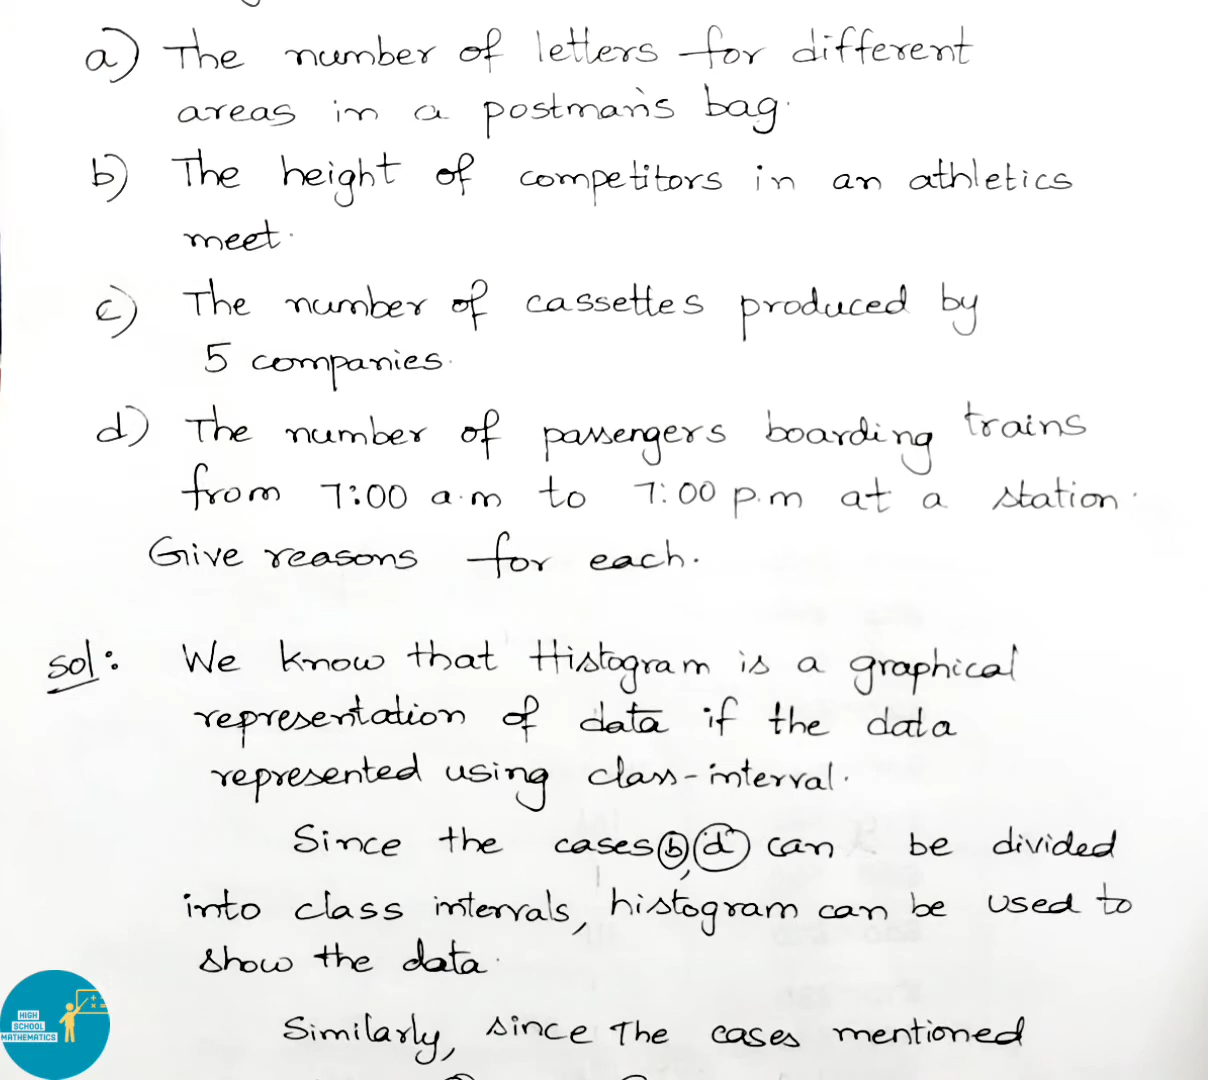 a) The number of letters for different
areas in a postman's bag.
b) The height of competitors in an athletics
meet.
c) The number of cassettes produced by
5 companies.
d) The number of passengers boarding trains
from 7:00 a.m to 7:00 p.m at a station.
Give reasons for each.
sol: We know that Histogram is a graphical
representation of data if the data
represented using class-interval.
Since the cases (b), (d) can be divided
into class intervals, histogram can be used to
show the data.
Similarly, since The cases mentioned
HIGH
SCHOOL
MATHEMATICS